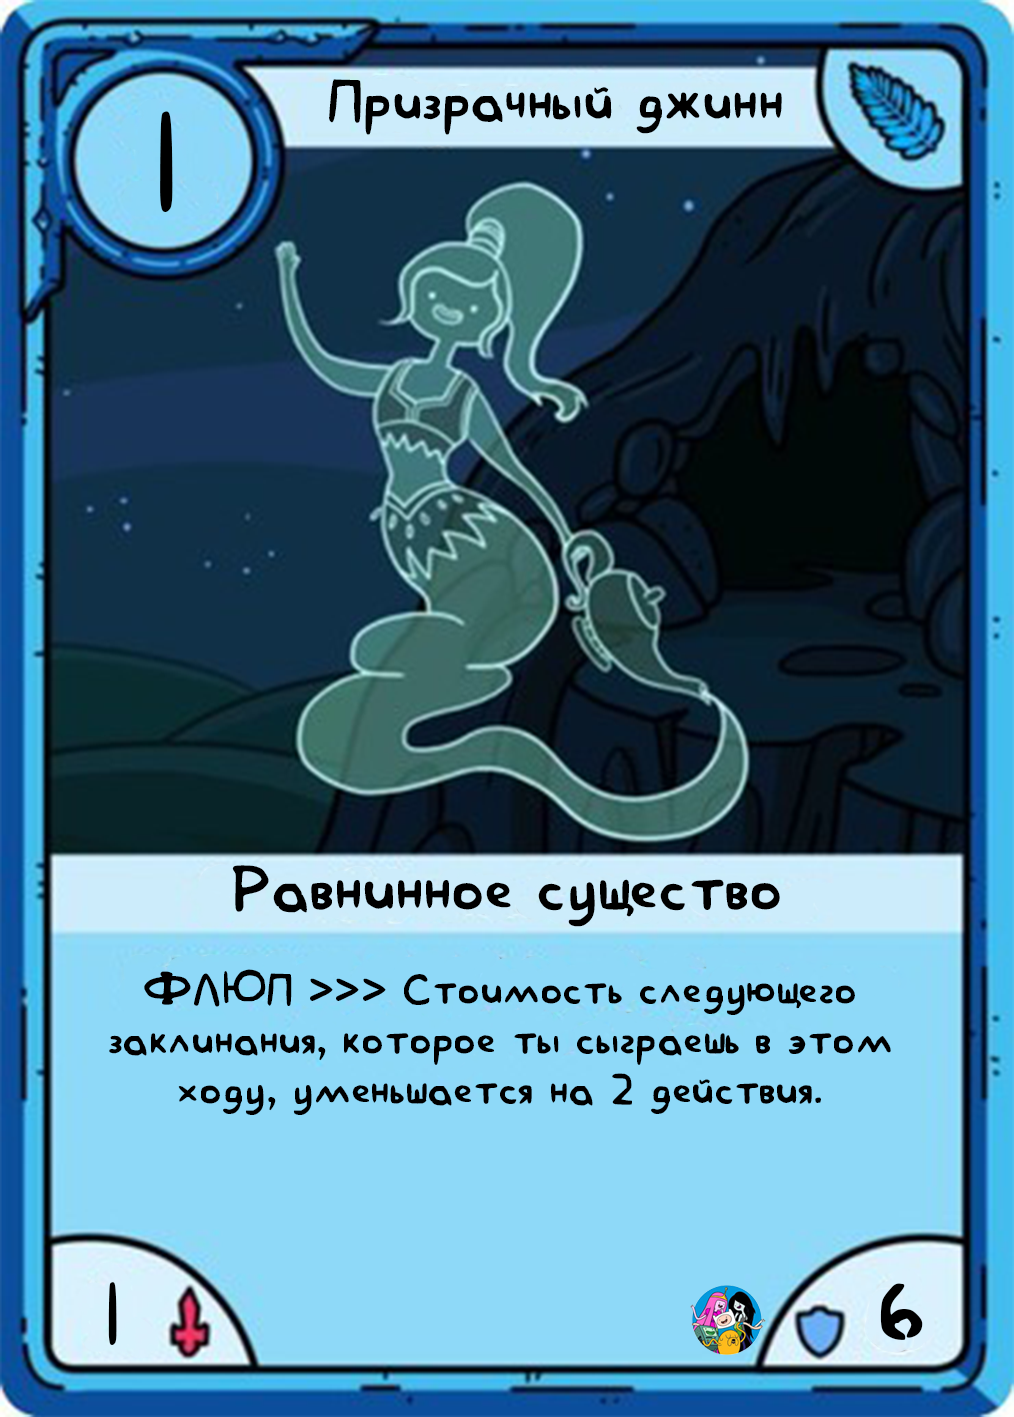 1
Призрачный джинн
Равнинное существо
ФЛЮП >>> Стоимость следующего
заклинания, которое ты сыграешь в этом
ходу, уменьшается на 2 действия.
1
6